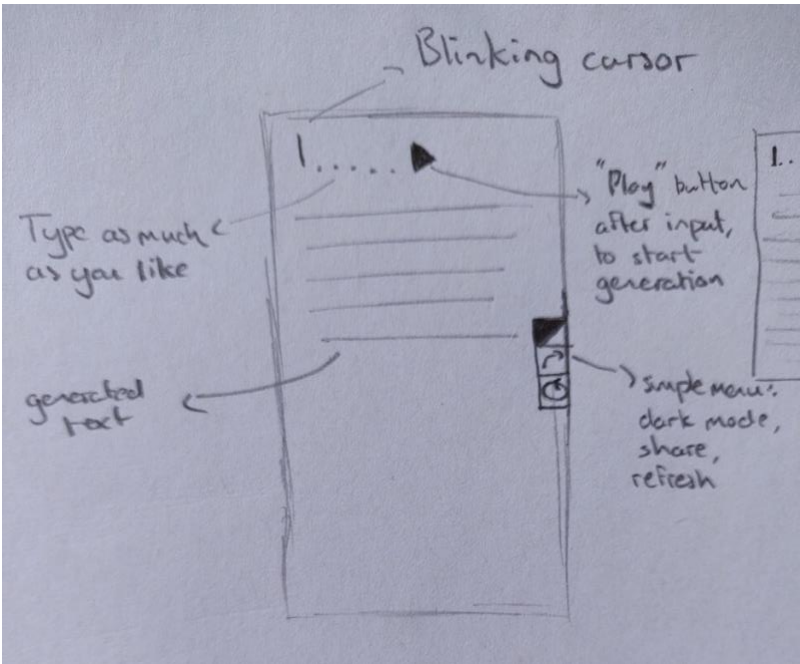 Blinking cursor
"Play" button
after input,
to start
generation
Type as much
as you like
generated
text
simple menu:
dark mode,
share,
refresh